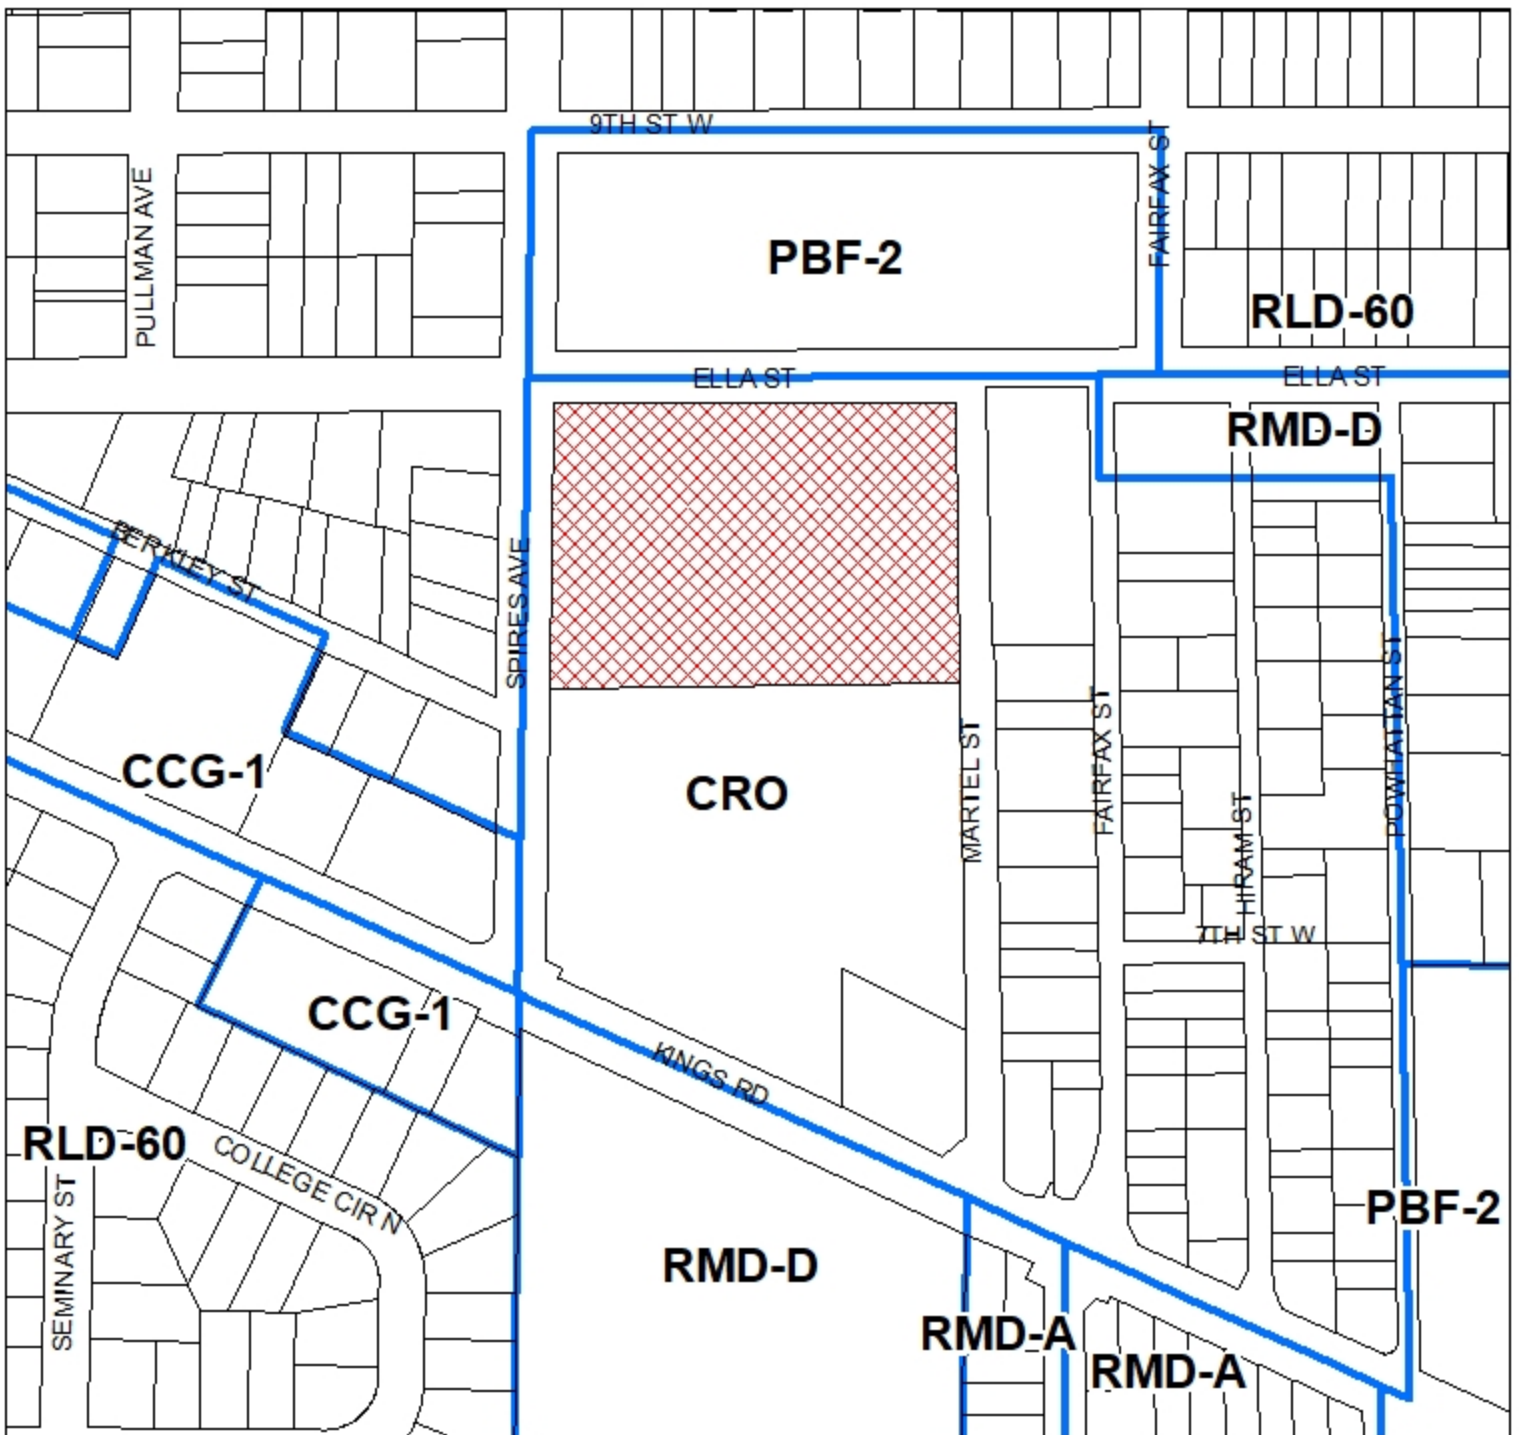 9TH ST W
FAIRFAX ST
PULLMAN AVE
PBF-2
RLD-60
ELLA ST
ELLA ST
RMD-D
BERKLEY ST
SPIRES AVE
POWHATTAN ST
FAIRFAX ST
MARTEL ST
CCG-1
CRO
HIRAM ST
7TH ST W
CCG-1
KINGS RD
RLD-60
COLLEGE CIR N
SEMINARY ST
PBF-2
RMD-D
RMD-A
RMD-A